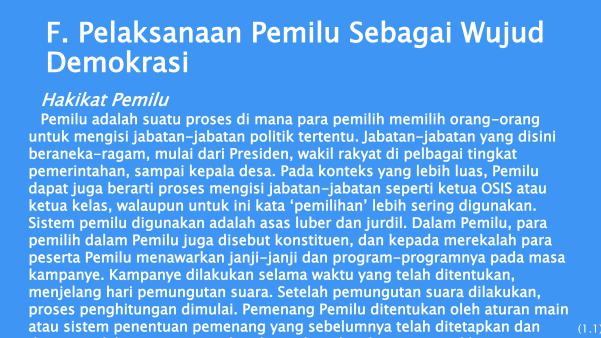 F. Pelaksanaan Pemilu Sebagai Wujud
Demokrasi
Hakikat Pemilu
Pemilu adalah suatu proses di mana para pemilih memilih orang-orang
untuk mengisi jabatan-jabatan politik tertentu. Jabatan-jabatan yang disini
beraneka-ragam, mulai dari Presiden, wakil rakyat di pelbagai tingkat
pemerintahan, sampai kepala desa. Pada konteks yang lebih luas, Pemilu
dapat juga berarti proses mengisi jabatan-jabatan seperti ketua OSIS atau
ketua kelas, walaupun untuk ini kata ‘pemilihan’ lebih sering digunakan.
Sistem pemilu digunakan adalah asas luber dan jurdil. Dalam Pemilu, para
pemilih dalam Pemilu juga disebut konstituen, dan kepada merekalah para
peserta Pemilu menawarkan janji-janji dan program-programnya pada masa
kampanye. Kampanye dilakukan selama waktu yang telah ditentukan,
menjelang hari pemungutan suara. Setelah pemungutan suara dilakukan,
proses penghitungan dimulai. Pemenang Pemilu ditentukan oleh aturan main
atau sistem penentuan pemenang yang sebelumnya telah ditetapkan dan
(1.1)